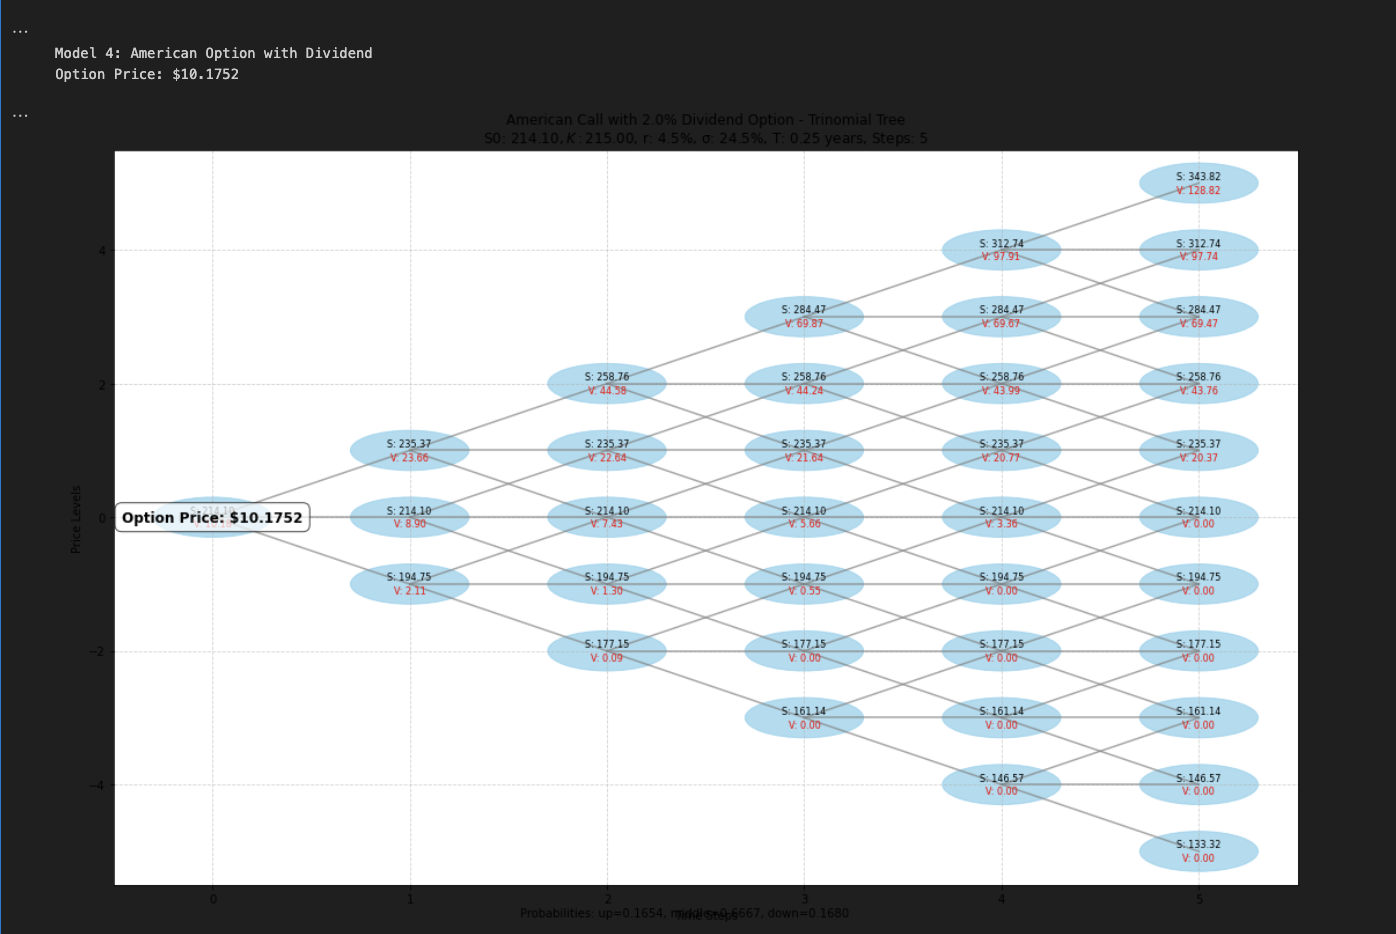 ...
Model 4: American Option with Dividend
Option Price: $10.1752
...
American Call with 2.0% Dividend Option - Trinomial Tree
S0: 214.10, K : 215.00, r: 4.5%, σ: 24.5%, T: 0.25 years, Steps: 5
S: 343.82
V: 128.82
4
S: 312.74
V: 97.91
S: 312.74
V: 97.74
S: 284.47
V: 69.87
S: 284.47
V: 69.67
S: 284.47
V: 69.47
2
S: 258.76
V: 44.58
S: 258.76
V: 44.24
S: 258.76
V: 43.99
S: 258.76
V: 43.76
S: 235.37
V: 23.66
S: 235.37
V: 22.64
S: 235.37
V: 21.64
S: 235.37
V: 20.77
S: 235.37
V: 20.37
Price Levels
0
S: 214.10
Option Price: $10.1752
S: 214.10
V: 8.90
S: 214.10
V: 7.43
S: 214.10
V: 5.66
S: 214.10
V: 3.36
S: 214.10
V: 0.00
S: 194.75
V: 2.11
S: 194.75
V: 1.30
S: 194.75
V: 0.55
S: 194.75
V: 0.00
S: 194.75
V: 0.00
−2
S: 177.15
V: 0.09
S: 177.15
V: 0.00
S: 177.15
V: 0.00
S: 177.15
V: 0.00
S: 161.14
V: 0.00
S: 161.14
V: 0.00
S: 161.14
V: 0.00
−4
S: 146.57
V: 0.00
S: 146.57
V: 0.00
S: 133.32
V: 0.00
0
1
2
3
4
5
Probabilities: up=0.1654, middle=0.6667, down=0.1680
Time Steps